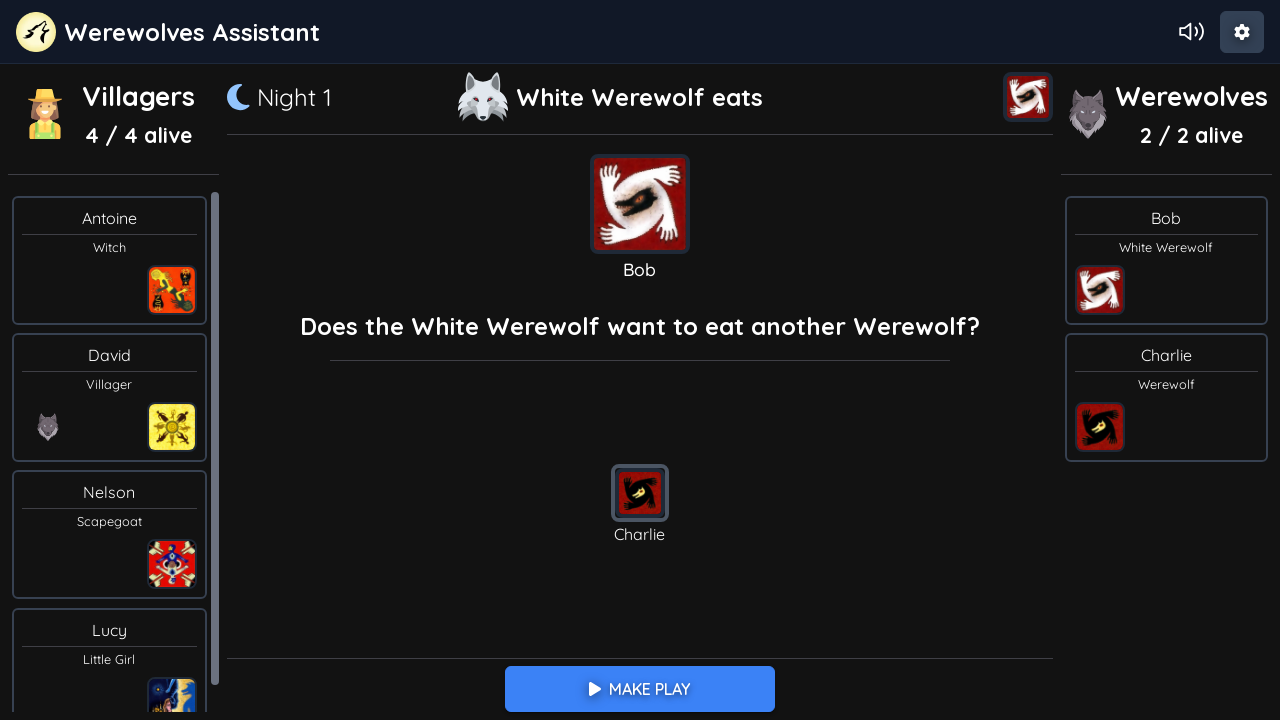 Werewolves Assistant
Villagers
4 / 4 alive
Night 1
White Werewolf eats
Werewolves
2 / 2 alive
Antoine
Witch
David
Villager
Nelson
Scapegoat
Lucy
Little Girl
Bob
Does the White Werewolf want to eat another Werewolf?
Charlie
MAKE PLAY
Bob
White Werewolf
Charlie
Werewolf